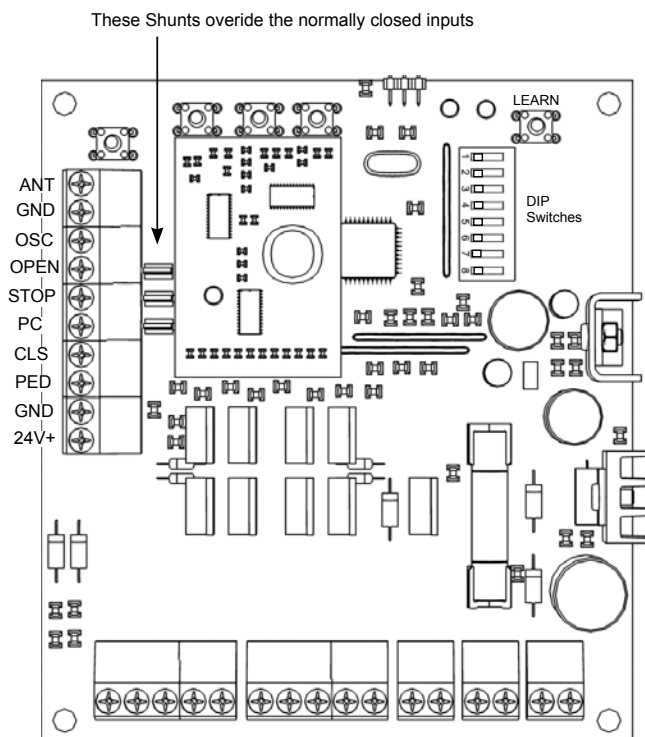 These Shunts overide the normally closed inputs
LEARN
ANT
GND
OSC
OPEN
STOP
PC
CLS
PED
GND
24V+
1
2
3
4
5
6
7
8
DIP
Switches